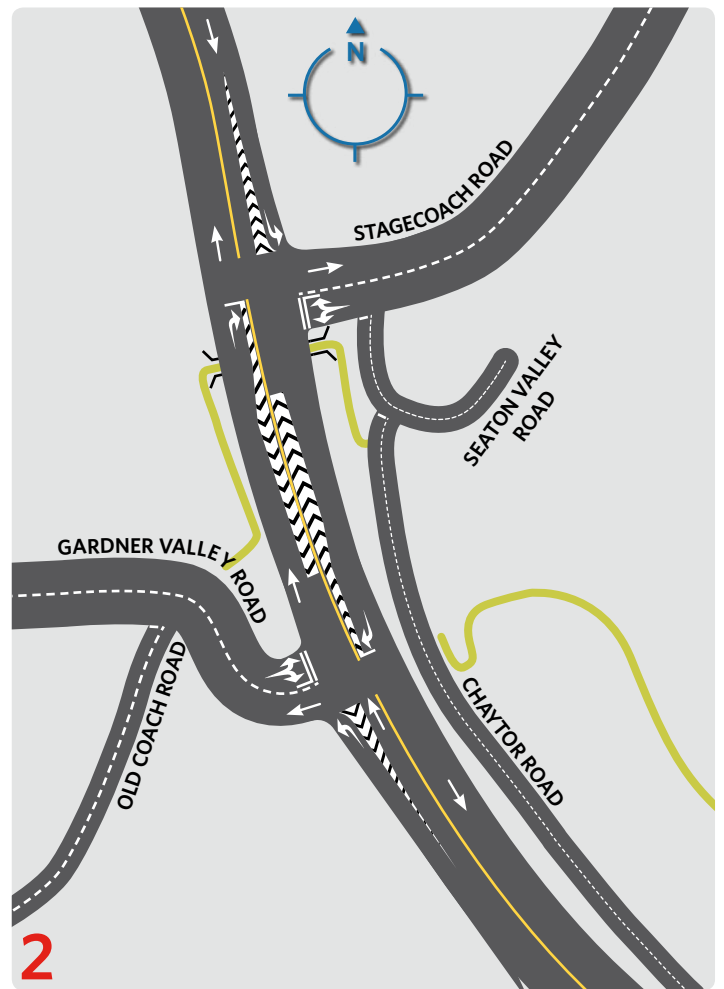 N
STAGECOACH ROAD
SEATON VALLEY
ROAD
GARDNER VALLEY ROAD
OLD COACH ROAD
CHAYTOR ROAD
2